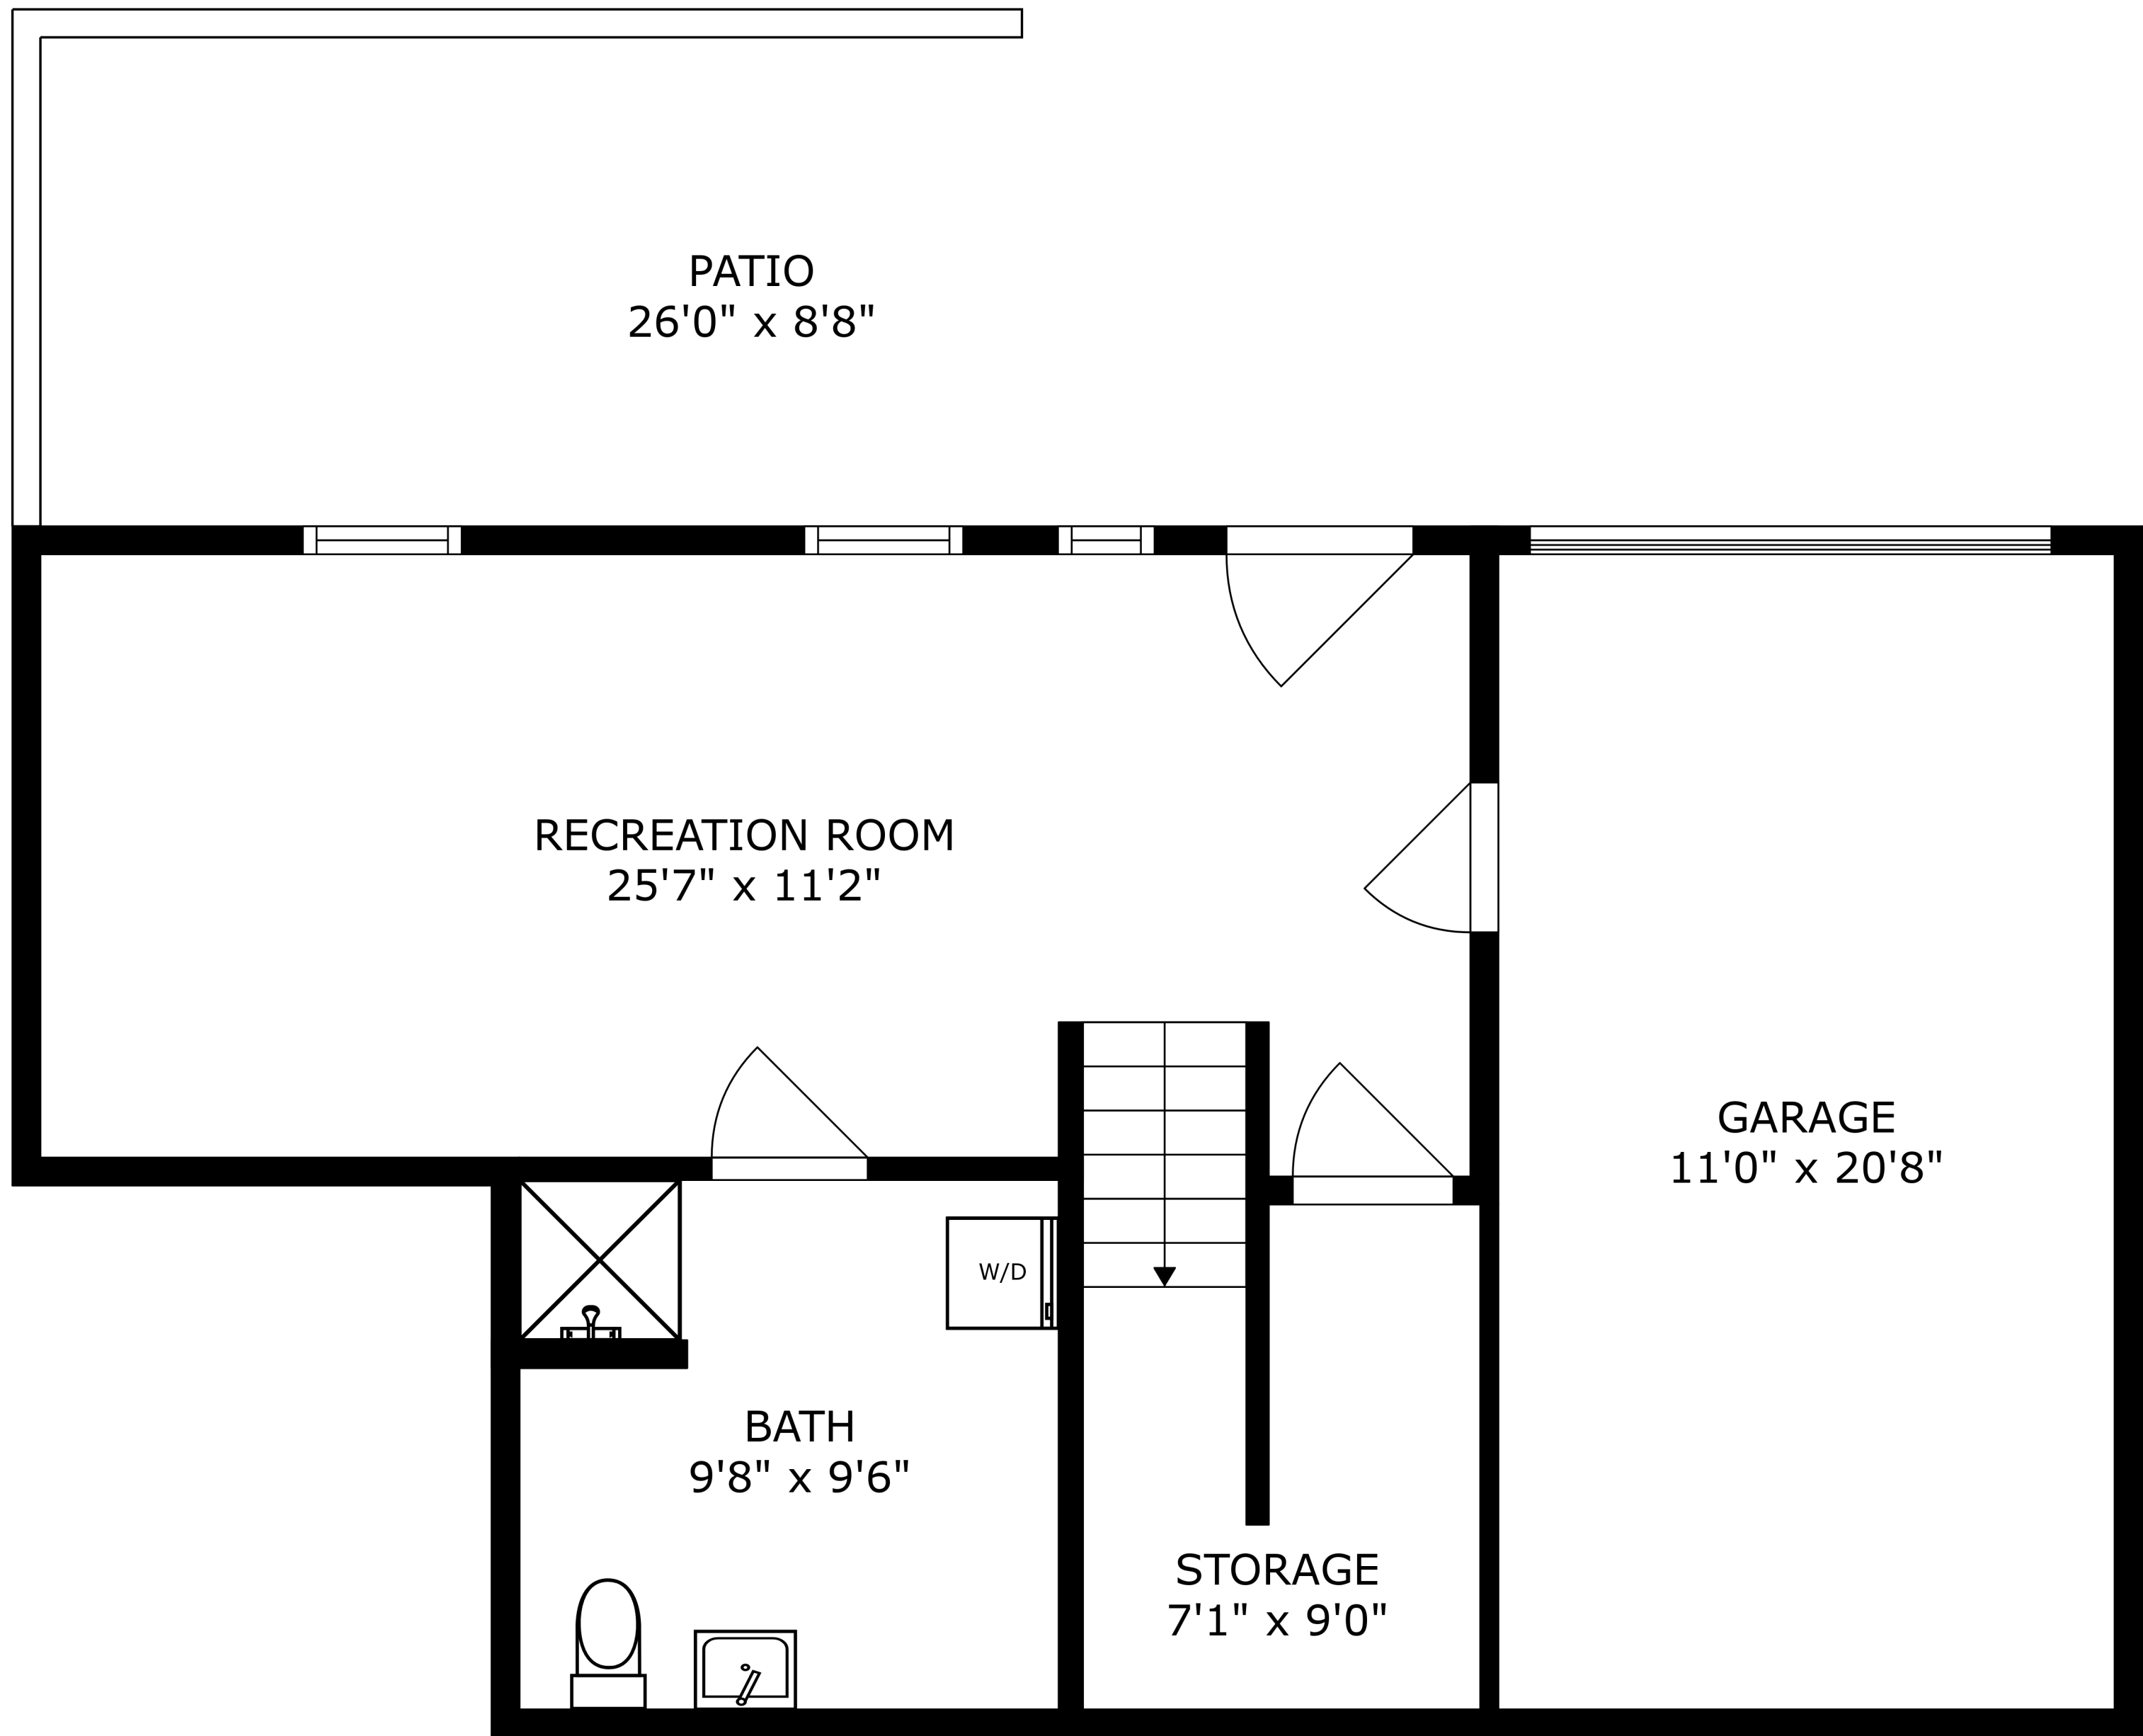 PATIO
26'0" x 8'8"
RECREATION ROOM
25'7" x 11'2"
GARAGE
11'0" x 20'8"
W/D
BATH
9'8" x 9'6"
STORAGE
7'1" x 9'0"